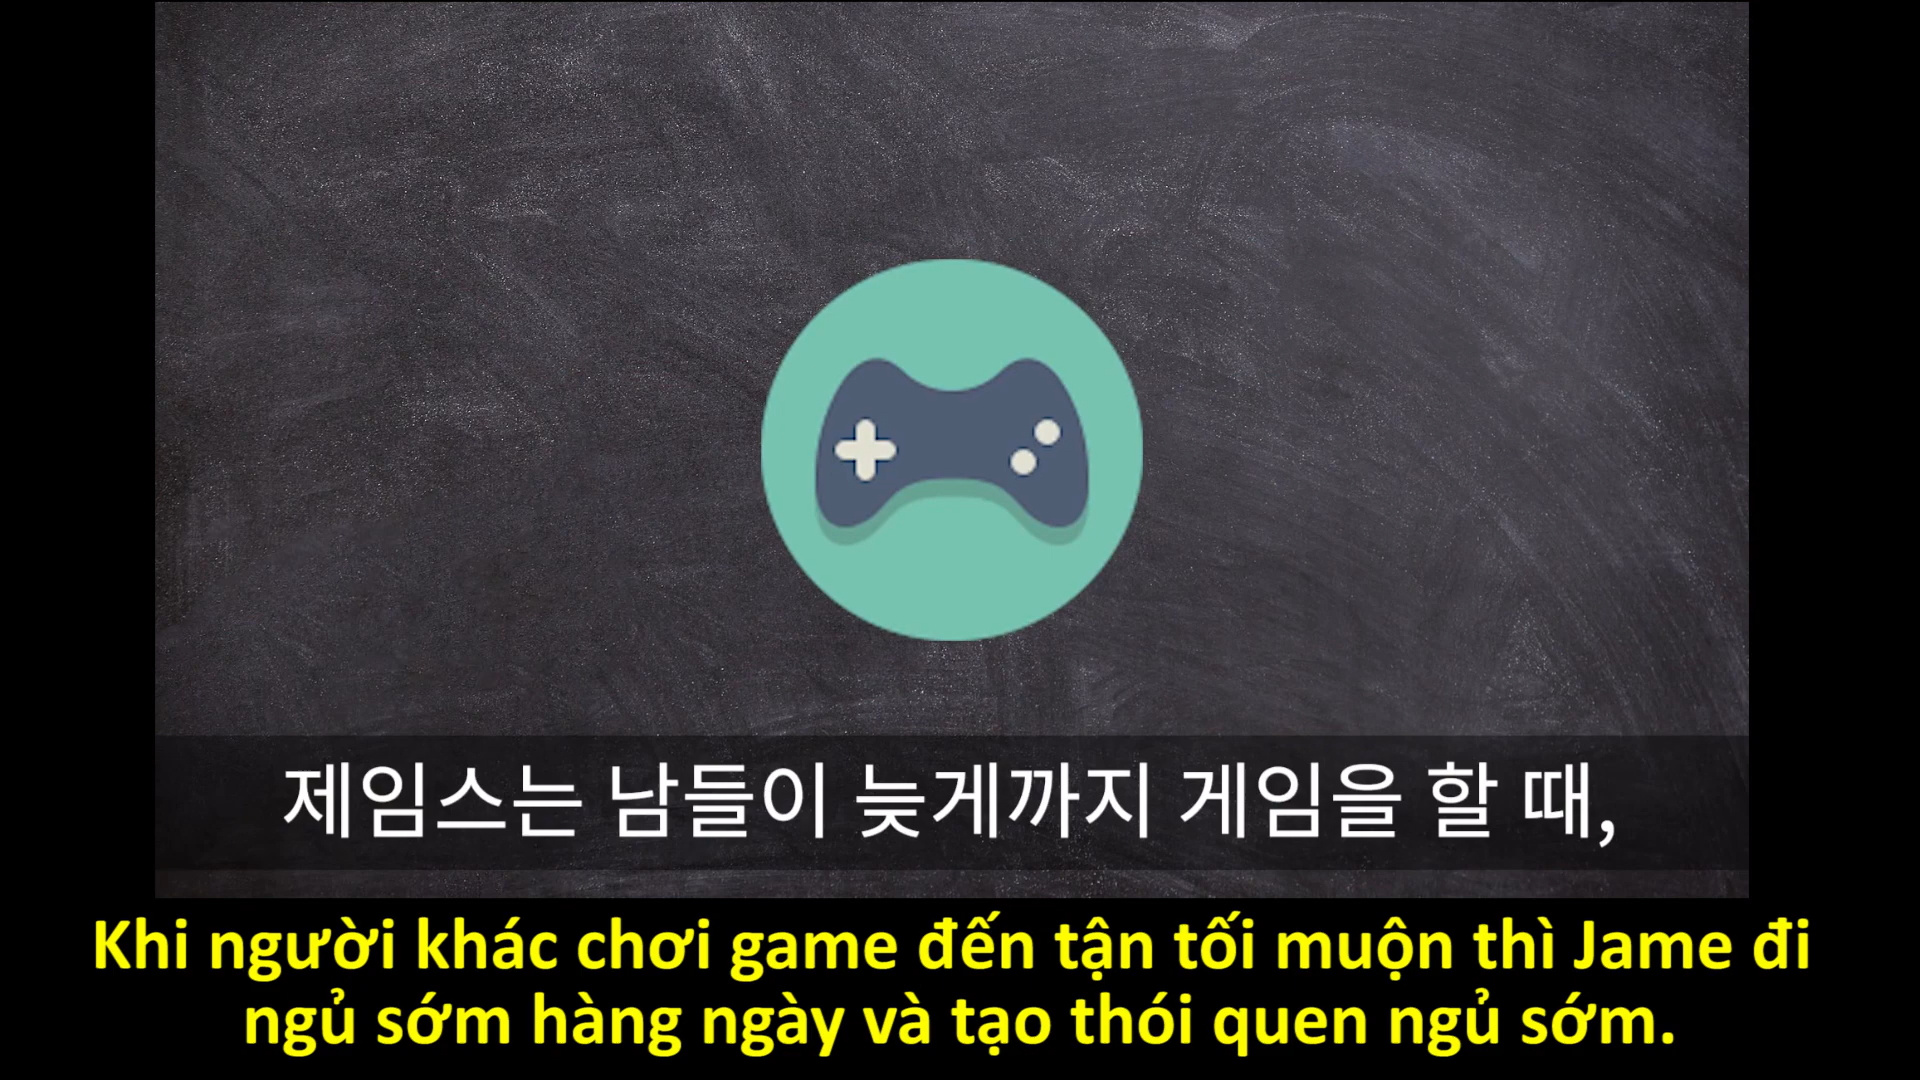 제임스는 남들이 늦게까지 게임을 할 때,
Khi người khác chơi game đến tận tối muộn thì Jame đi
ngủ sớm hàng ngày và tạo thói quen ngủ sớm.